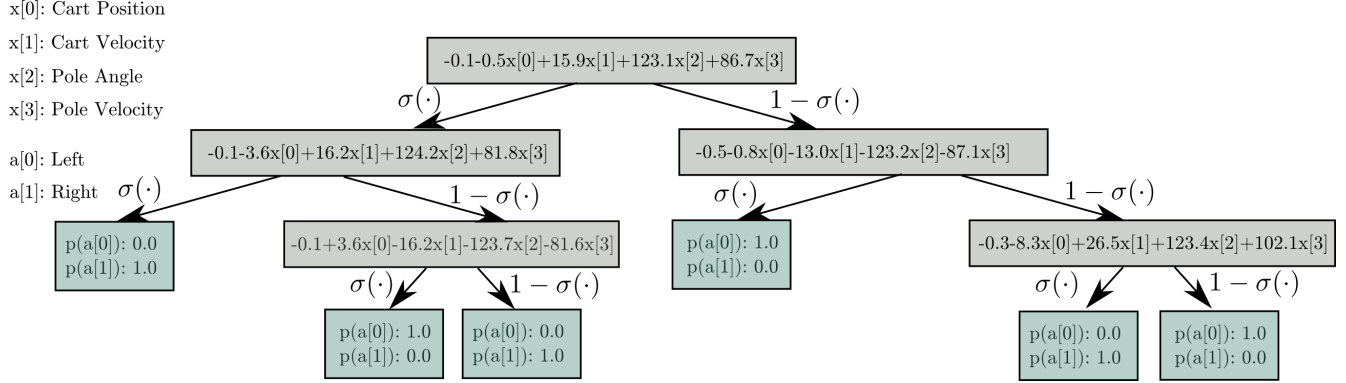 x[0]: Cart Position
x[1]: Cart Velocity
x[2]: Pole Angle
x[3]: Pole Velocity
a[0]: Left
a[1]: Right
-0.1-0.5x[0]+15.9x[1]+123.1x[2]+86.7x[3]
σ(·)
1 − σ(·)
-0.1-3.6x[0]+16.2x[1]+124.2x[2]+81.8x[3]
-0.5-0.8x[0]-13.0x[1]-123.2x[2]-87.1x[3]
σ(·)
1 − σ(·)
σ(·)
1 − σ(·)
p(a[0]): 0.0
p(a[1]): 1.0
-0.1+3.6x[0]-16.2x[1]-123.7x[2]-81.6x[3]
p(a[0]): 1.0
p(a[1]): 0.0
-0.3-8.3x[0]+26.5x[1]+123.4x[2]+102.1x[3]
σ(·)
1 − σ(·)
σ(·)
1 − σ(·)
p(a[0]): 1.0
p(a[1]): 0.0
p(a[0]): 0.0
p(a[1]): 1.0
p(a[0]): 0.0
p(a[1]): 1.0
p(a[0]): 1.0
p(a[1]): 0.0